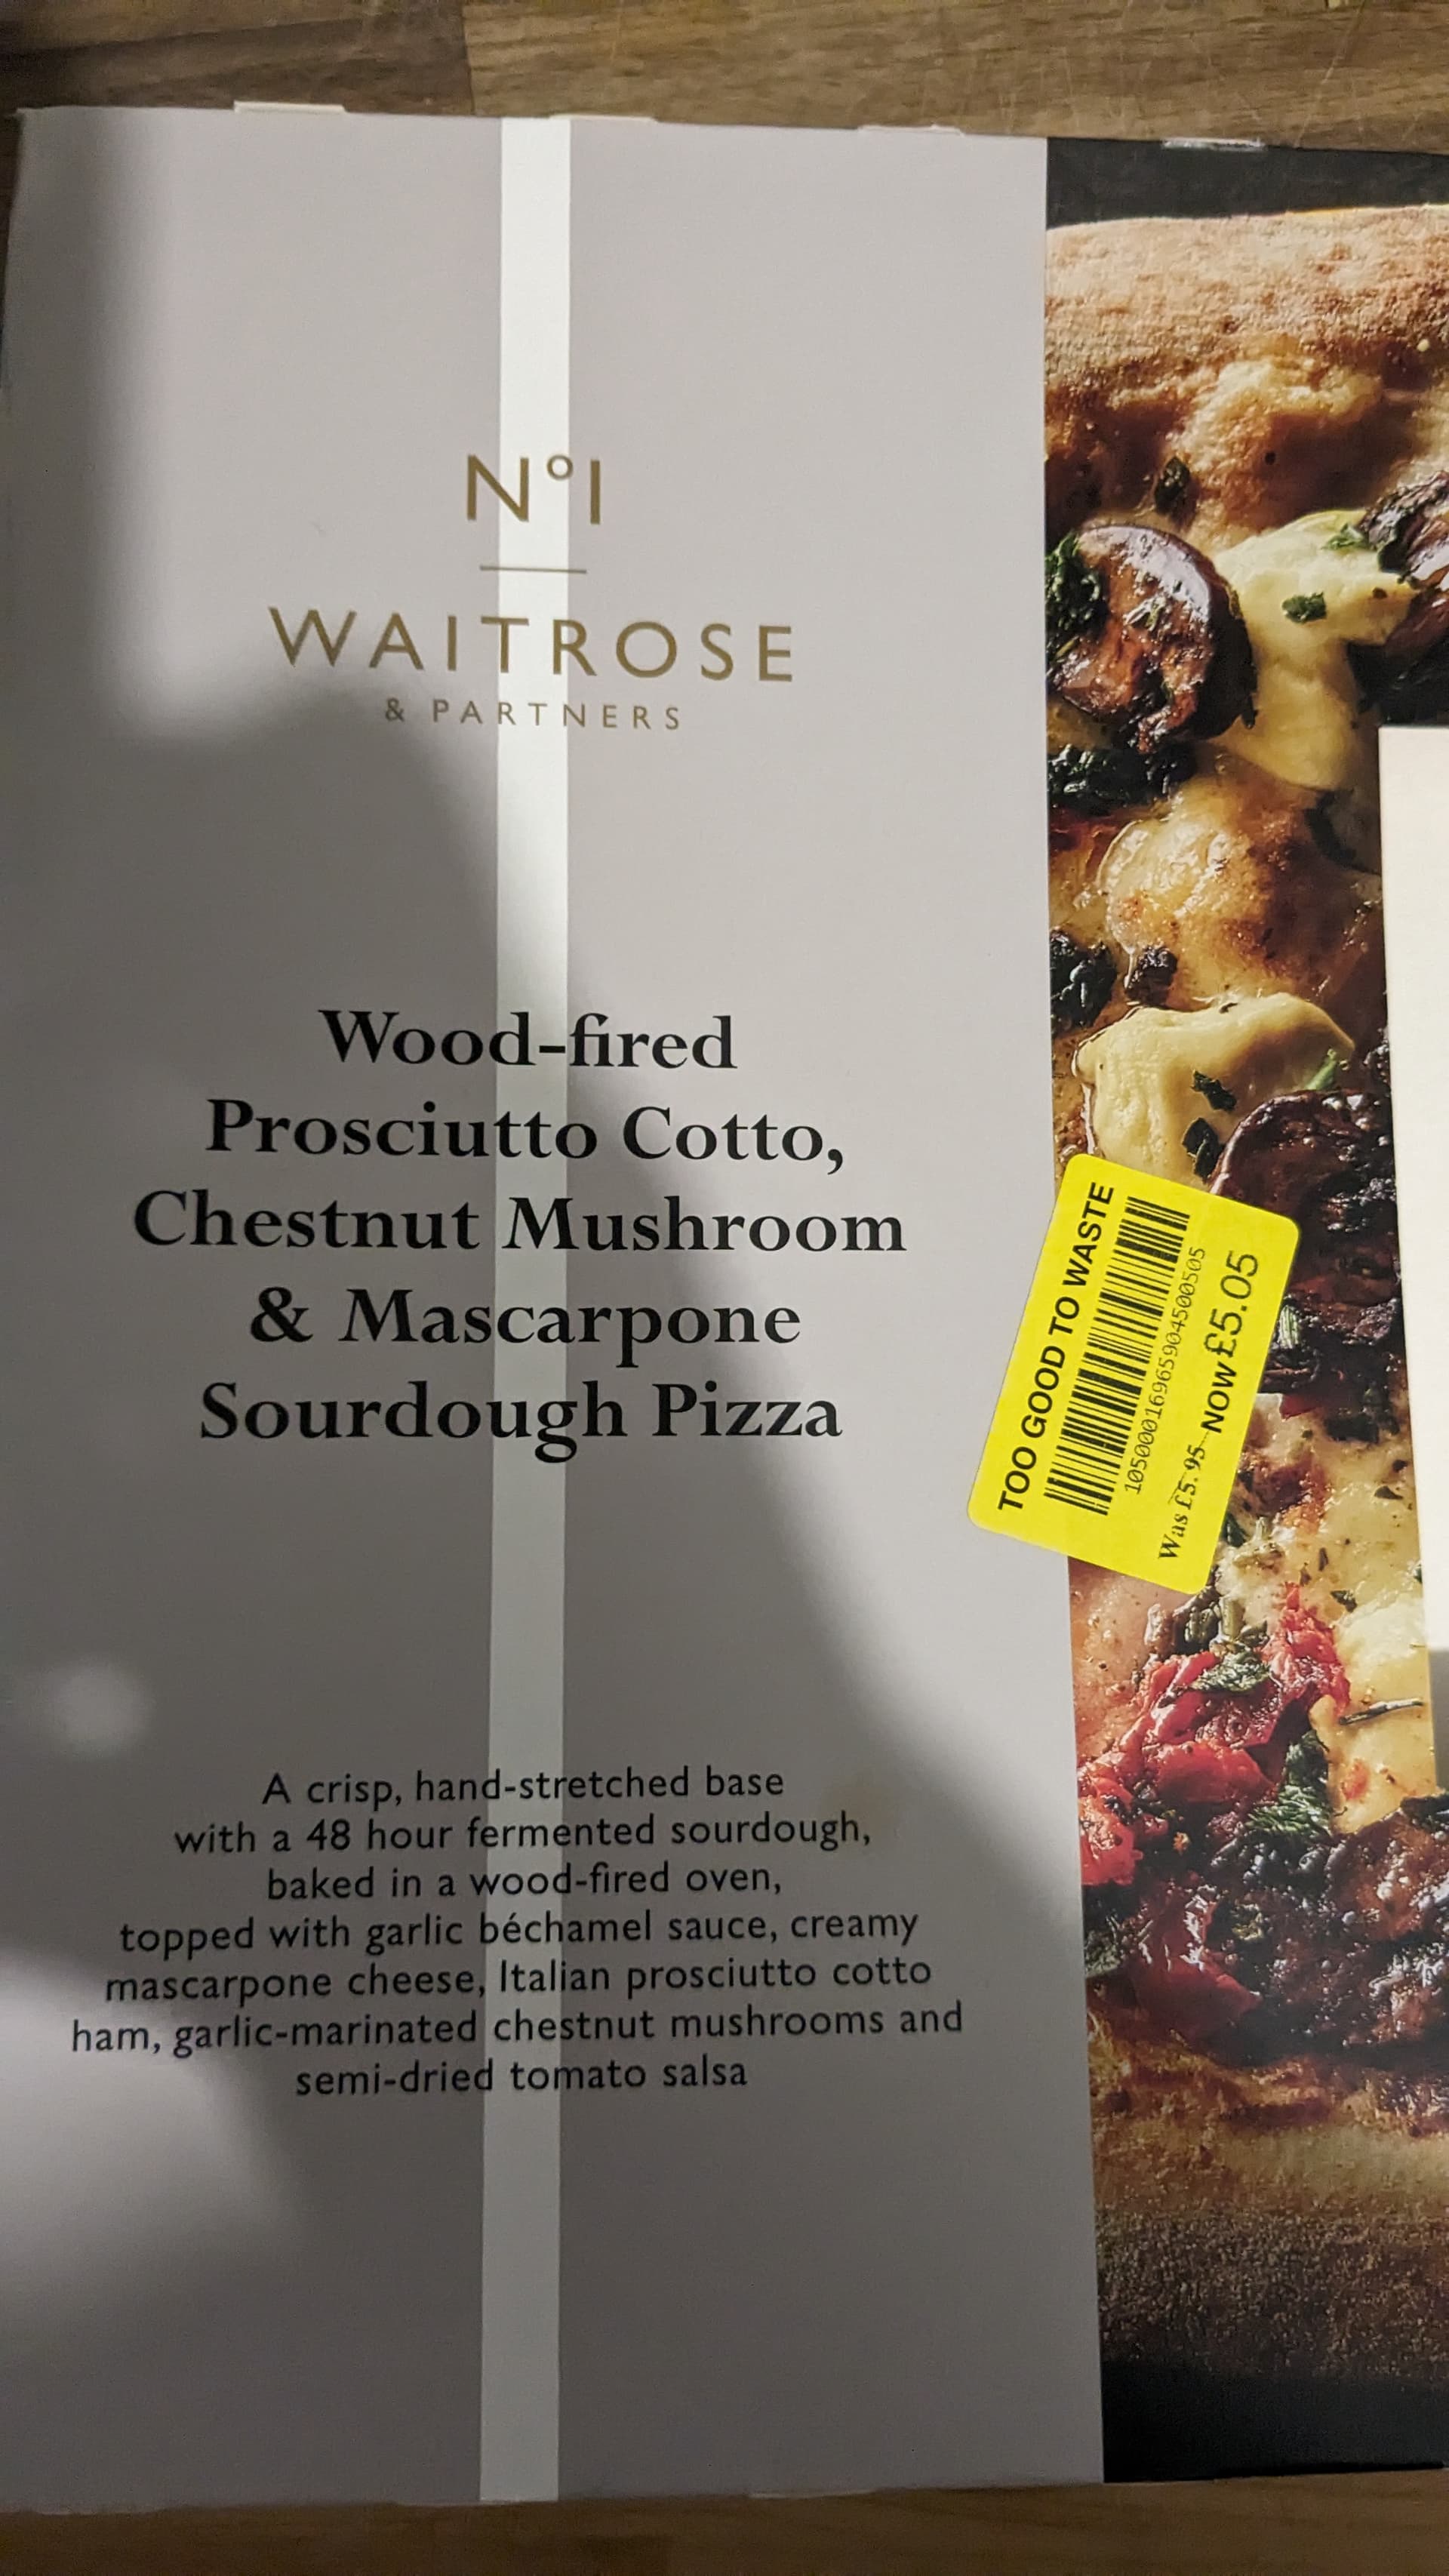 Nº1
WAITROSE
& PARTNERS
Wood-fired
Prosciutto Cotto,
Chestnut Mushroom
& Mascarpone
Sourdough Pizza
A crisp, hand-stretched base
with a 48 hour fermented sourdough,
baked in a wood-fired oven,
topped with garlic béchamel sauce, creamy
mascarpone cheese, Italian prosciutto cotto
ham, garlic-marinated chestnut mushrooms and
semi-dried tomato salsa
TOO GOOD TO WASTE
105000016965904500505
Was £5.95 NOW £5.05